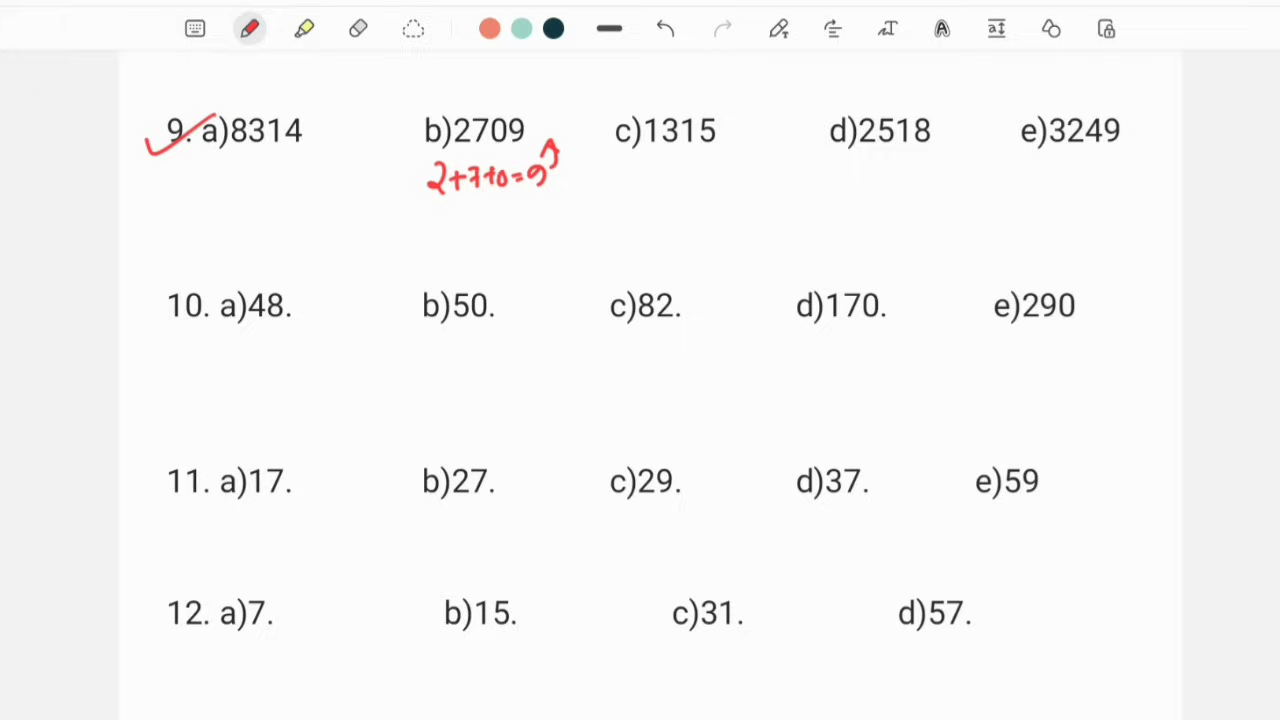 9. a)8314 b)2709 c)1315 d)2518 e)3249
2+7+0=9
10. a)48. b)50. c)82. d)170. e)290
11. a)17. b)27. c)29. d)37. e)59
12. a)7. b)15. c)31. d)57.